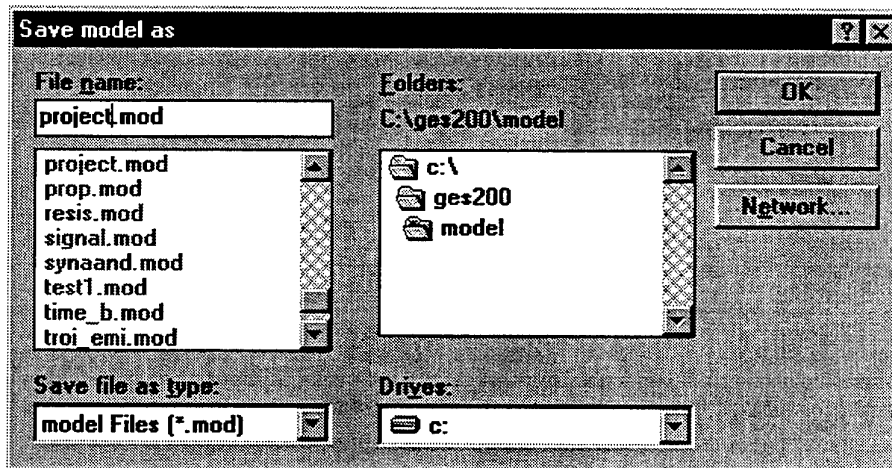 Save model as
File name:
project.mod
project.mod
prop.mod
resis.mod
signal.mod
synaand.mod
test1.mod
time_b.mod
troi_emi.mod
Save file as type:
model Files (*.mod)
Folders:
C:\ges200\model
c:\
ges200
model
Drives:
c:
OK
Cancel
Network...